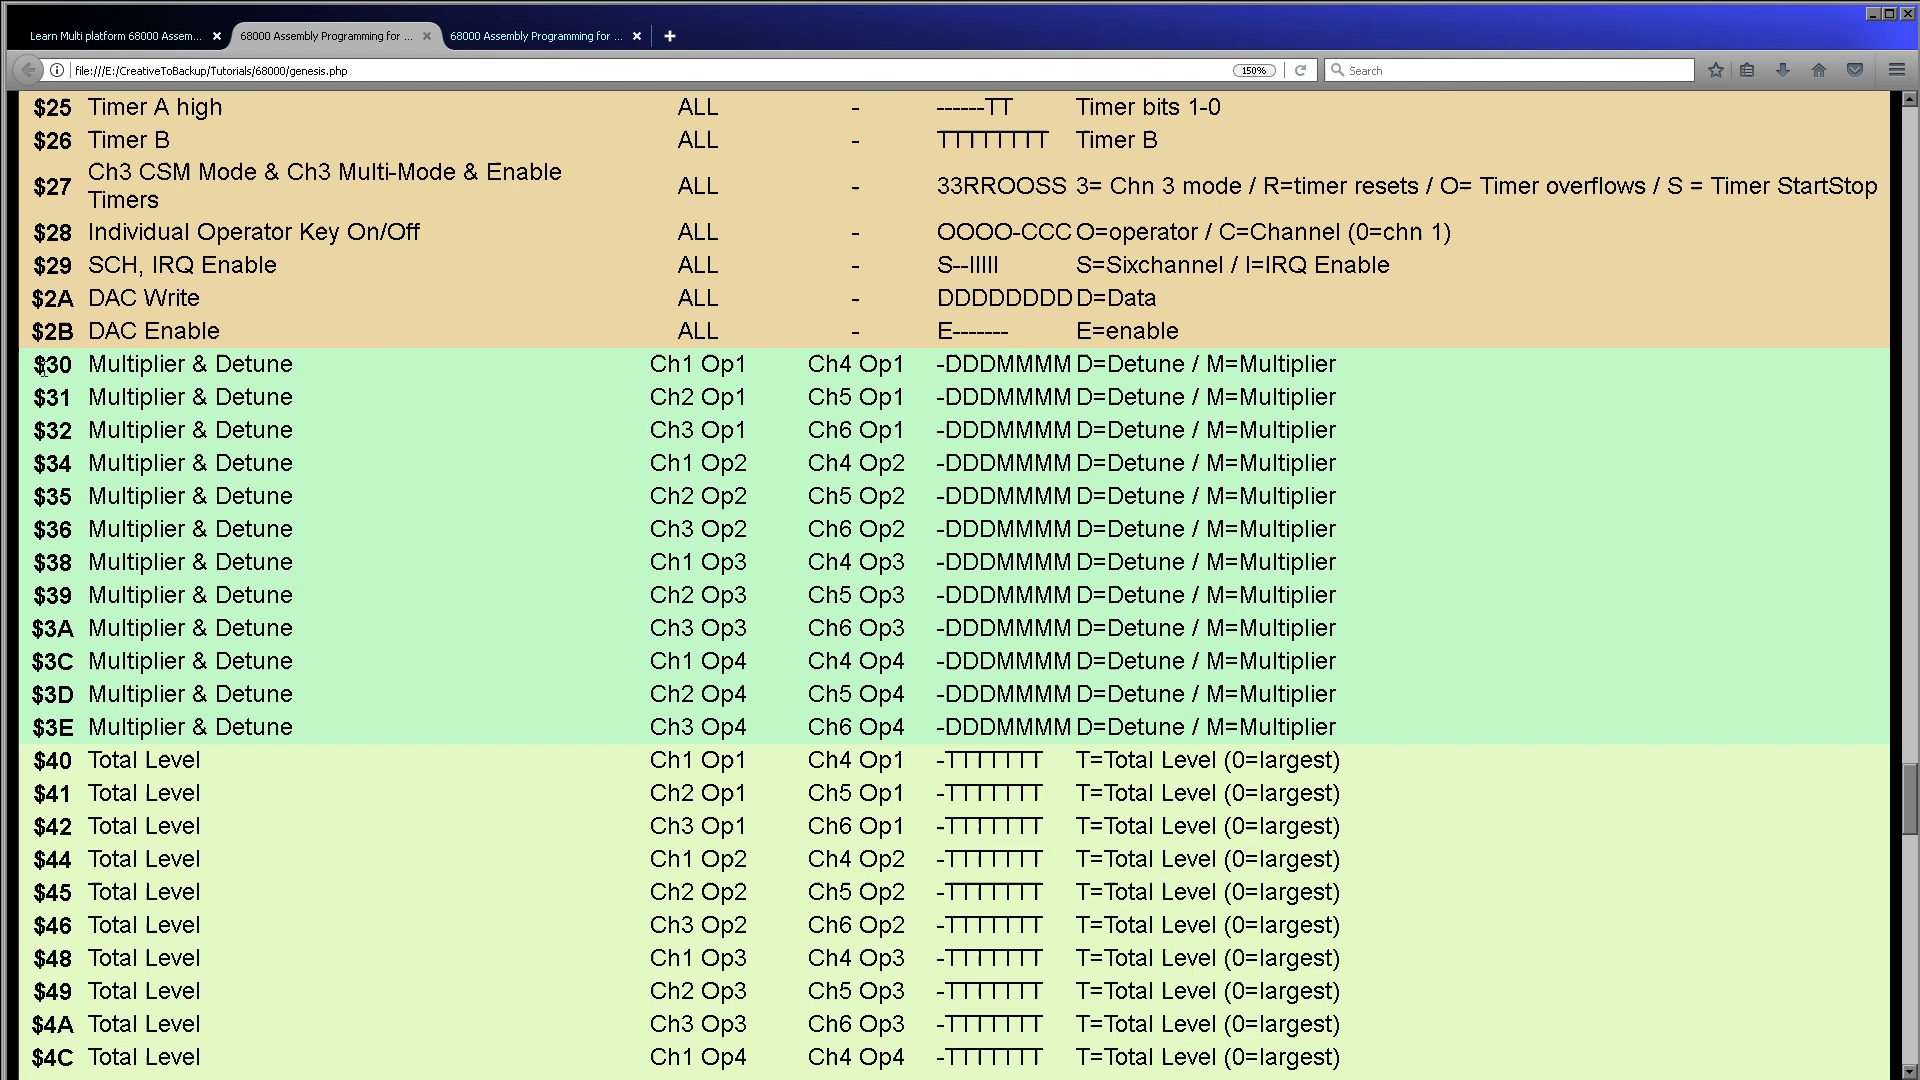 Learn Multi platform 68000 Assem... 68000 Assembly Programming for ... 68000 Assembly Programming for ...
file:///E:/CreativeToBackup/Tutorials/68000/genesis.php 150% Search
$25 Timer A high ALL - ------TT Timer bits 1-0
$26 Timer B ALL - TTTTTTTT Timer B
$27 Ch3 CSM Mode & Ch3 Multi-Mode & Enable Timers ALL - 33RROOSS 3= Chn 3 mode / R=timer resets / O= Timer overflows / S = Timer StartStop
$28 Individual Operator Key On/Off ALL - OOOO-CCC O=operator / C=Channel (0=chn 1)
$29 SCH, IRQ Enable ALL - S--IIIII S=Sixchannel / I=IRQ Enable
$2A DAC Write ALL - DDDDDDDD D=Data
$2B DAC Enable ALL - E------- E=enable
$30 Multiplier & Detune Ch1 Op1 Ch4 Op1 -DDDMMMM D=Detune / M=Multiplier
$31 Multiplier & Detune Ch2 Op1 Ch5 Op1 -DDDMMMM D=Detune / M=Multiplier
$32 Multiplier & Detune Ch3 Op1 Ch6 Op1 -DDDMMMM D=Detune / M=Multiplier
$34 Multiplier & Detune Ch1 Op2 Ch4 Op2 -DDDMMMM D=Detune / M=Multiplier
$35 Multiplier & Detune Ch2 Op2 Ch5 Op2 -DDDMMMM D=Detune / M=Multiplier
$36 Multiplier & Detune Ch3 Op2 Ch6 Op2 -DDDMMMM D=Detune / M=Multiplier
$38 Multiplier & Detune Ch1 Op3 Ch4 Op3 -DDDMMMM D=Detune / M=Multiplier
$39 Multiplier & Detune Ch2 Op3 Ch5 Op3 -DDDMMMM D=Detune / M=Multiplier
$3A Multiplier & Detune Ch3 Op3 Ch6 Op3 -DDDMMMM D=Detune / M=Multiplier
$3C Multiplier & Detune Ch1 Op4 Ch4 Op4 -DDDMMMM D=Detune / M=Multiplier
$3D Multiplier & Detune Ch2 Op4 Ch5 Op4 -DDDMMMM D=Detune / M=Multiplier
$3E Multiplier & Detune Ch3 Op4 Ch6 Op4 -DDDMMMM D=Detune / M=Multiplier
$40 Total Level Ch1 Op1 Ch4 Op1 -TTTTTTT T=Total Level (0=largest)
$41 Total Level Ch2 Op1 Ch5 Op1 -TTTTTTT T=Total Level (0=largest)
$42 Total Level Ch3 Op1 Ch6 Op1 -TTTTTTT T=Total Level (0=largest)
$44 Total Level Ch1 Op2 Ch4 Op2 -TTTTTTT T=Total Level (0=largest)
$45 Total Level Ch2 Op2 Ch5 Op2 -TTTTTTT T=Total Level (0=largest)
$46 Total Level Ch3 Op2 Ch6 Op2 -TTTTTTT T=Total Level (0=largest)
$48 Total Level Ch1 Op3 Ch4 Op3 -TTTTTTT T=Total Level (0=largest)
$49 Total Level Ch2 Op3 Ch5 Op3 -TTTTTTT T=Total Level (0=largest)
$4A Total Level Ch3 Op3 Ch6 Op3 -TTTTTTT T=Total Level (0=largest)
$4C Total Level Ch1 Op4 Ch4 Op4 -TTTTTTT T=Total Level (0=largest)